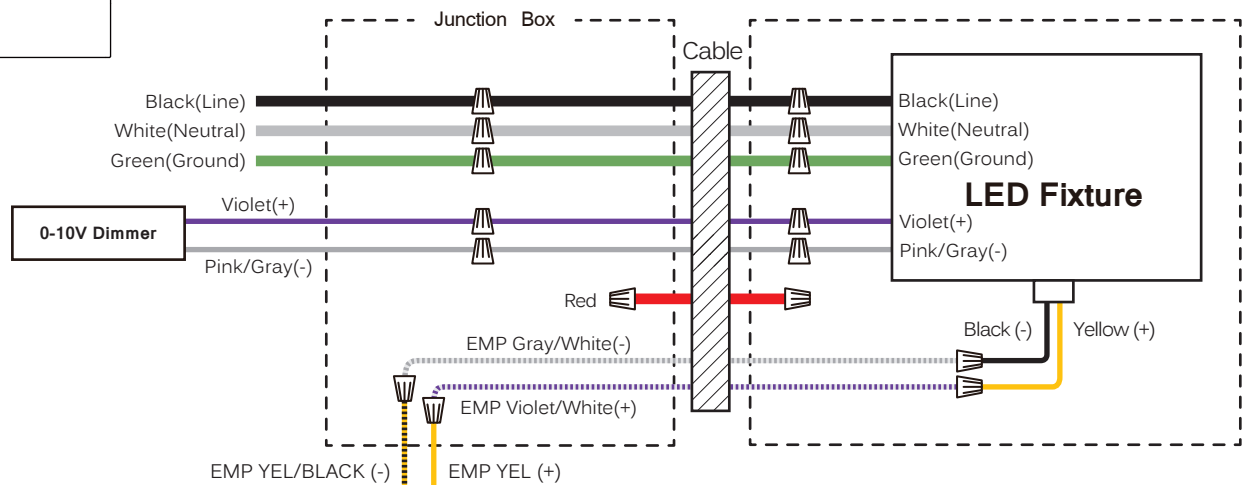 Junction Box
Cable
Black(Line)
White(Neutral)
Green(Ground)
Black(Line)
White(Neutral)
Green(Ground)
LED Fixture
Violet(+)
0-10V Dimmer
Pink/Gray(-)
Violet(+)
Pink/Gray(-)
Red
Black (-)
Yellow (+)
EMP Gray/White(-)
EMP Violet/White(+)
EMP YEL/BLACK (-)
EMP YEL (+)